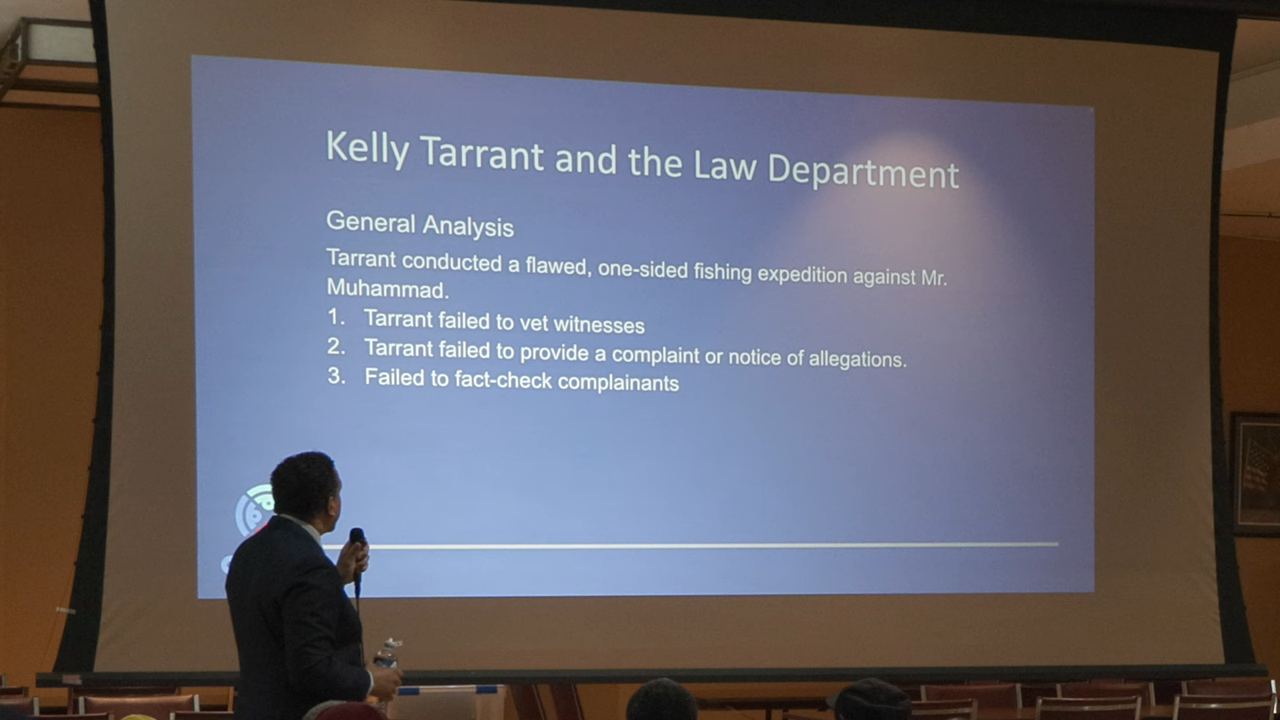 Kelly Tarrant and the Law Department
General Analysis
Tarrant conducted a flawed, one-sided fishing expedition against Mr.
Muhammad.
1. Tarrant failed to vet witnesses
2. Tarrant failed to provide a complaint or notice of allegations.
3. Failed to fact-check complainants